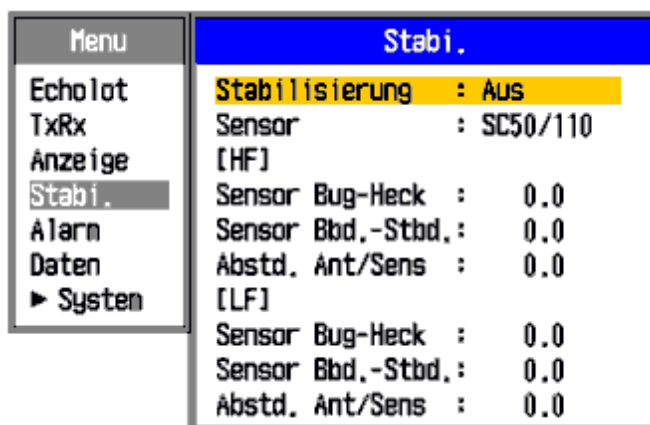 Menu
Echolot
TxRx
Anzeige
Stabi.
Alarm
Daten
► System
Stabi.
Stabilisierung : Aus
Sensor : SC50/110
[HF]
Sensor Bug-Heck : 0.0
Sensor Bbd.-Stbd.: 0.0
Abstd. Ant/Sens : 0.0
[LF]
Sensor Bug-Heck : 0.0
Sensor Bbd.-Stbd.: 0.0
Abstd. Ant/Sens : 0.0